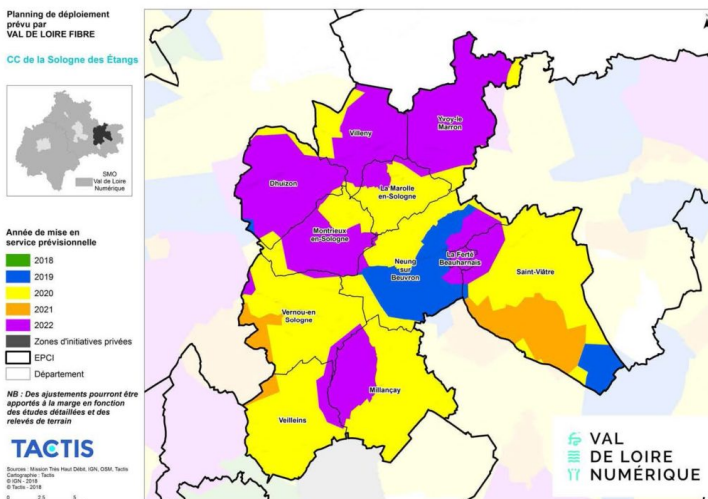 Planning de déploiement
prévu par
VAL DE LOIRE FIBRE
CC de la Sologne des Étangs
SMO
Val de Loire
Numérique
Année de mise en
service prévisionnelle
2018
2019
2020
2021
2022
Zones d'initiatives privées
EPCI
Département
NB : Des ajustements pourront être
apportés à la marge en fonction
des études détaillées et des
relevés de terrain
TACTIS
Sources : Mission Très Haut Débit, IGN, OSM, Tactis
Cartographie : Tactis
© IGN - 2018
© Tactis - 2018
0 2.5 5
Villeny
Yvoy-le
Marron
Dhuizon
La Marolle
en-Sologne
Montrieux
en-Sologne
Neung
sur
Beuvron
La Ferté
Beauharnais
Saint-Viâtre
Vernou-en
Sologne
Millançay
Veilleins
VAL
DE LOIRE
NUMÉRIQUE